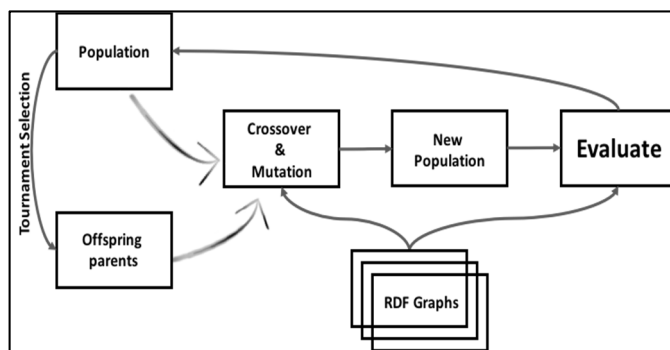 Population
Tournament Selection
Crossover
&
Mutation
New
Population
Evaluate
Offspring
parents
RDF Graphs